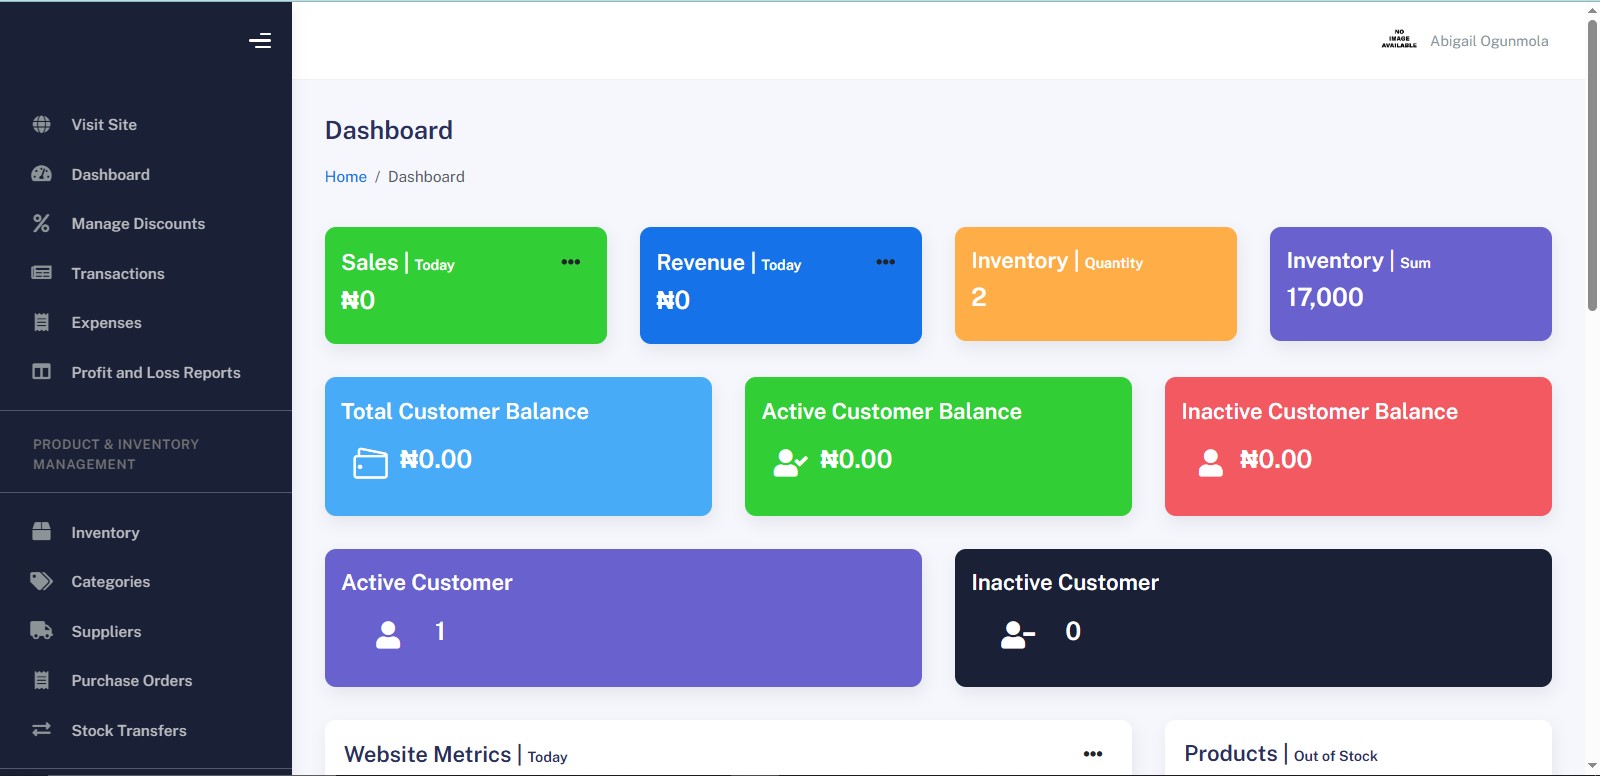 NO
IMAGE
AVAILABLE
Abigail Ogunmola
Visit Site
Dashboard
Manage Discounts
Transactions
Expenses
Profit and Loss Reports
PRODUCT & INVENTORY
MANAGEMENT
Inventory
Categories
Suppliers
Purchase Orders
Stock Transfers
Dashboard
Home / Dashboard
Sales | Today
₦0
Revenue | Today
₦0
Inventory | Quantity
2
Inventory | Sum
17,000
Total Customer Balance
₦0.00
Active Customer Balance
₦0.00
Inactive Customer Balance
₦0.00
Active Customer
1
Inactive Customer
0
Website Metrics | Today
Products | Out of Stock